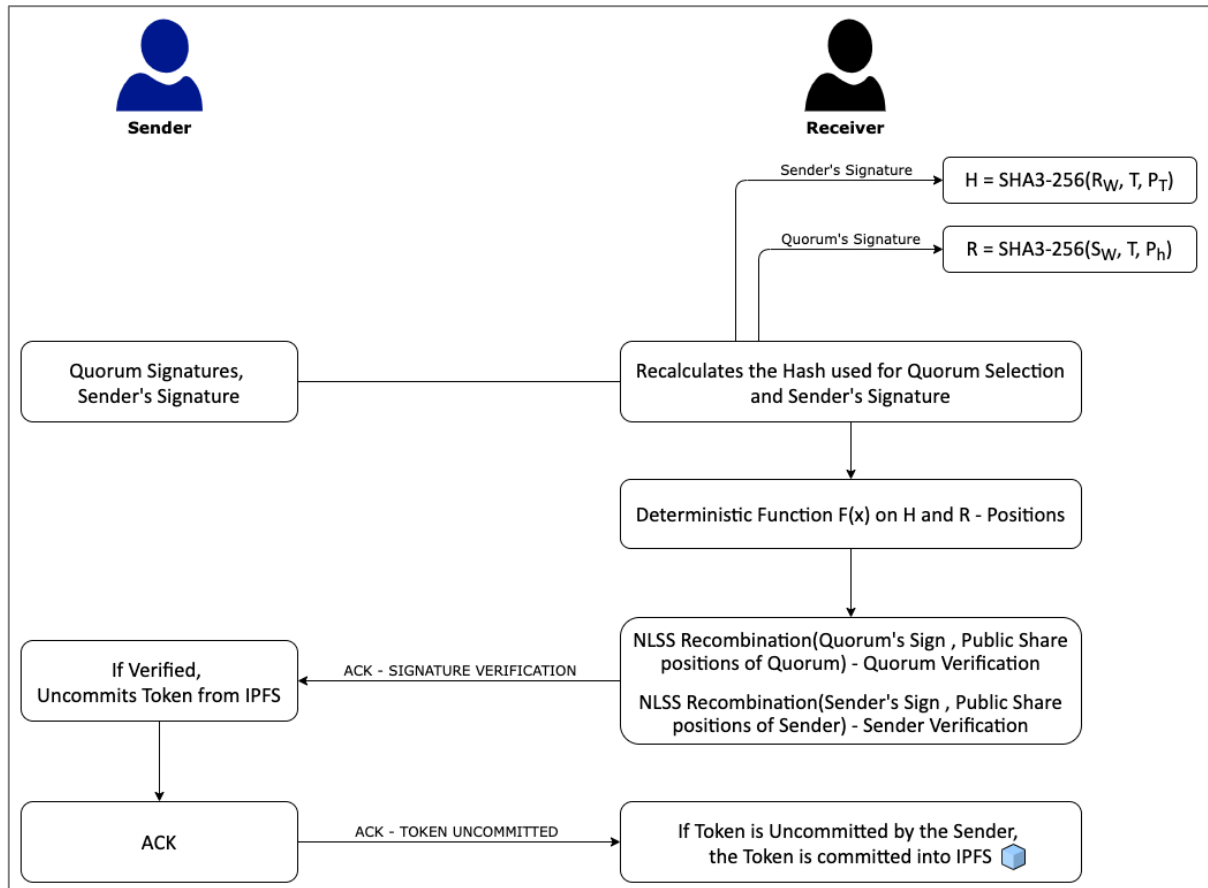 Sender
Receiver
Sender's Signature
H = SHA3-256(R_W, T, P_T)
Quorum's Signature
R = SHA3-256(S_W, T, P_h)
Quorum Signatures,
Sender's Signature
Recalculates the Hash used for Quorum Selection
and Sender's Signature
Deterministic Function F(x) on H and R - Positions
NLSS Recombination(Quorum's Sign , Public Share
positions of Quorum) - Quorum Verification
NLSS Recombination(Sender's Sign , Public Share
positions of Sender) - Sender Verification
ACK - SIGNATURE VERIFICATION
If Verified,
Uncommits Token from IPFS
ACK
ACK - TOKEN UNCOMMITTED
If Token is Uncommitted by the Sender,
the Token is committed into IPFS